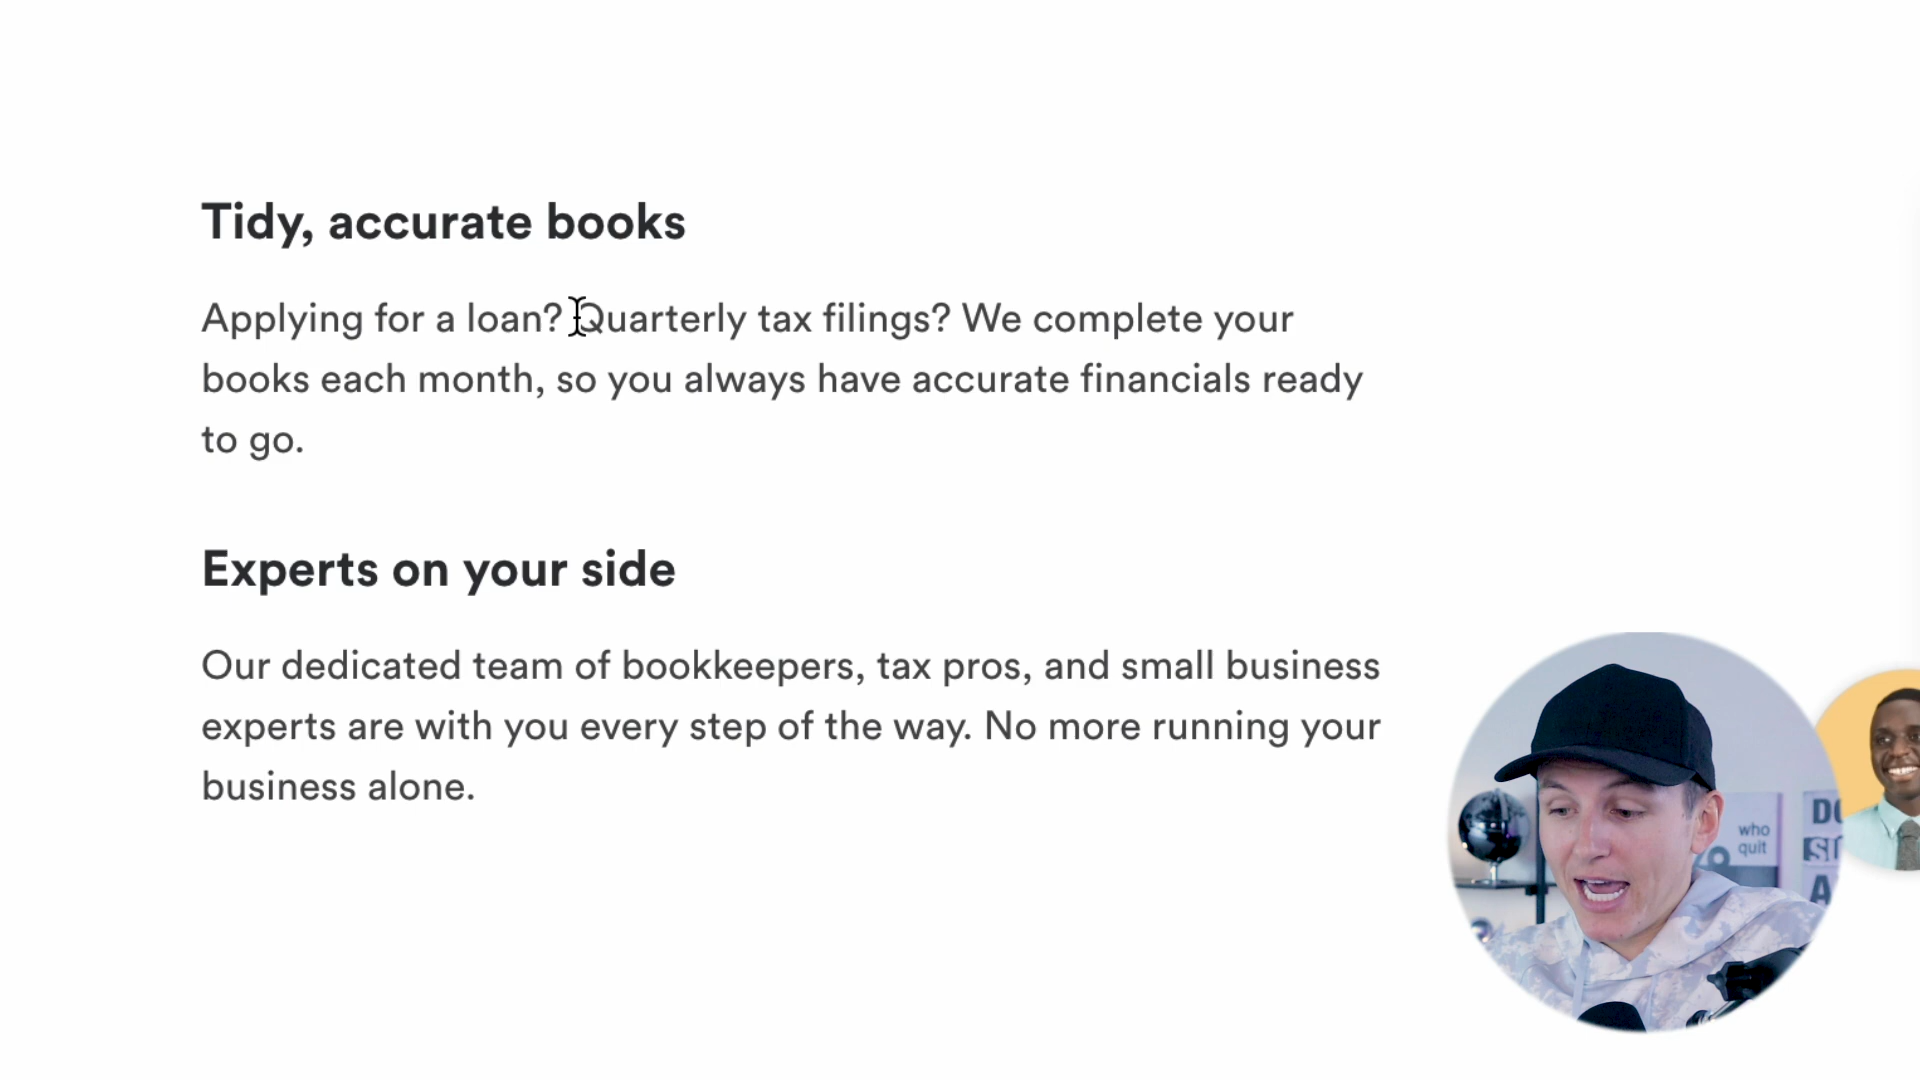 Tidy, accurate books
Applying for a loan? Quarterly tax filings? We complete your
books each month, so you always have accurate financials ready
to go.
Experts on your side
Our dedicated team of bookkeepers, tax pros, and small business
experts are with you every step of the way. No more running your
business alone.
who
quit